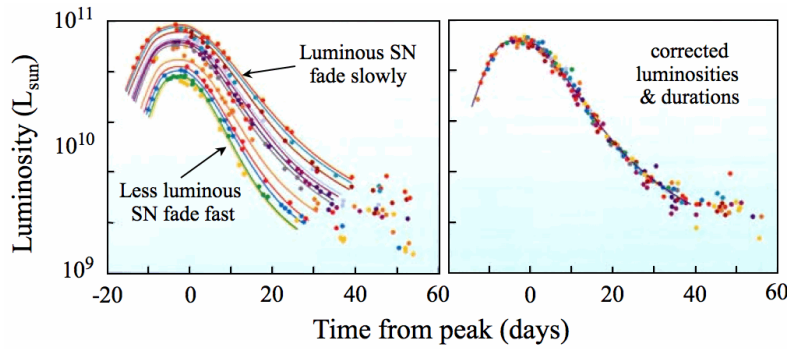 10¹¹
Luminous SN
fade slowly
corrected
luminosities
& durations
Luminosity (Lsun)
10¹⁰
Less luminous
SN fade fast
10⁹
-20 0 20 40 60 0 20 40 60
Time from peak (days)